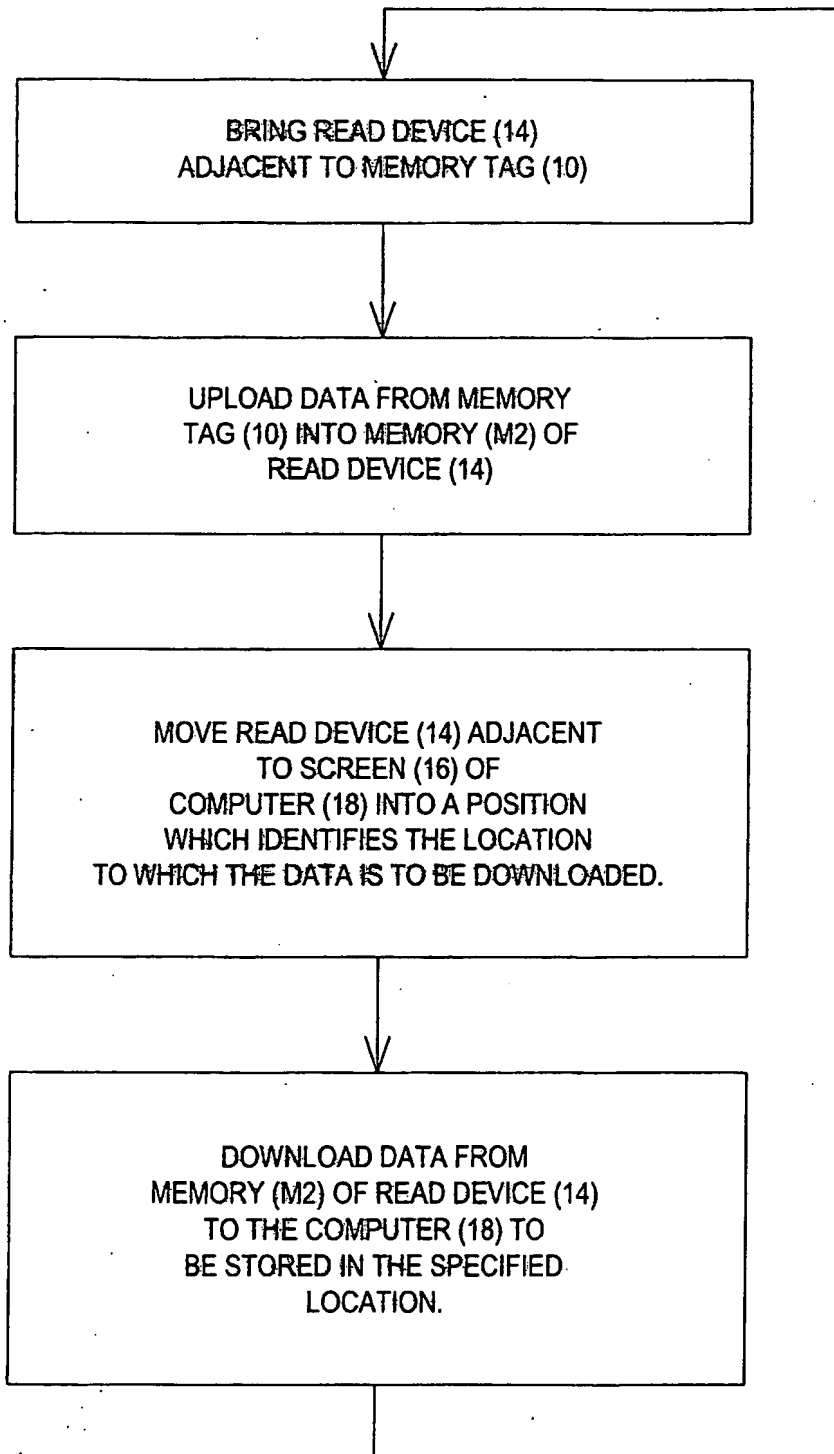 BRING READ DEVICE (14)
ADJACENT TO MEMORY TAG (10)
UPLOAD DATA FROM MEMORY
TAG (10) INTO MEMORY (M2) OF
READ DEVICE (14)
MOVE READ DEVICE (14) ADJACENT
TO SCREEN (16) OF
COMPUTER (18) INTO A POSITION
WHICH IDENTIFIES THE LOCATION
TO WHICH THE DATA IS TO BE DOWNLOADED.
DOWNLOAD DATA FROM
MEMORY (M2) OF READ DEVICE (14)
TO THE COMPUTER (18) TO
BE STORED IN THE SPECIFIED
LOCATION.